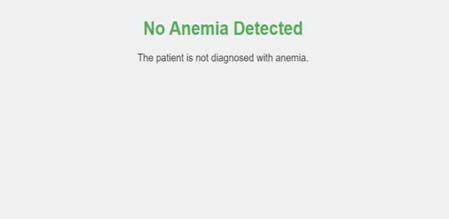 No Anemia Detected
The patient is not diagnosed with anemia.